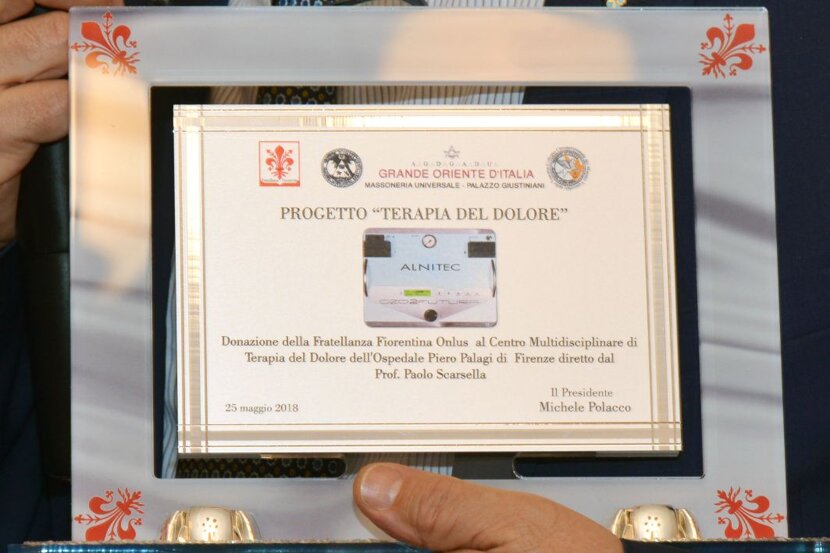 A.G.D.G.A.D.U.
GRANDE ORIENTE D'ITALIA
MASSONERIA UNIVERSALE - PALAZZO GIUSTINIANI
PROGETTO “TERAPIA DEL DOLORE”
ALNITEC
OZO2FUTURA
Donazione della Fratellanza Fiorentina Onlus al Centro Multidisciplinare di
Terapia del Dolore dell'Ospedale Piero Palagi di Firenze diretto dal
Prof. Paolo Scarsella
Il Presidente
25 maggio 2018 Michele Polacco